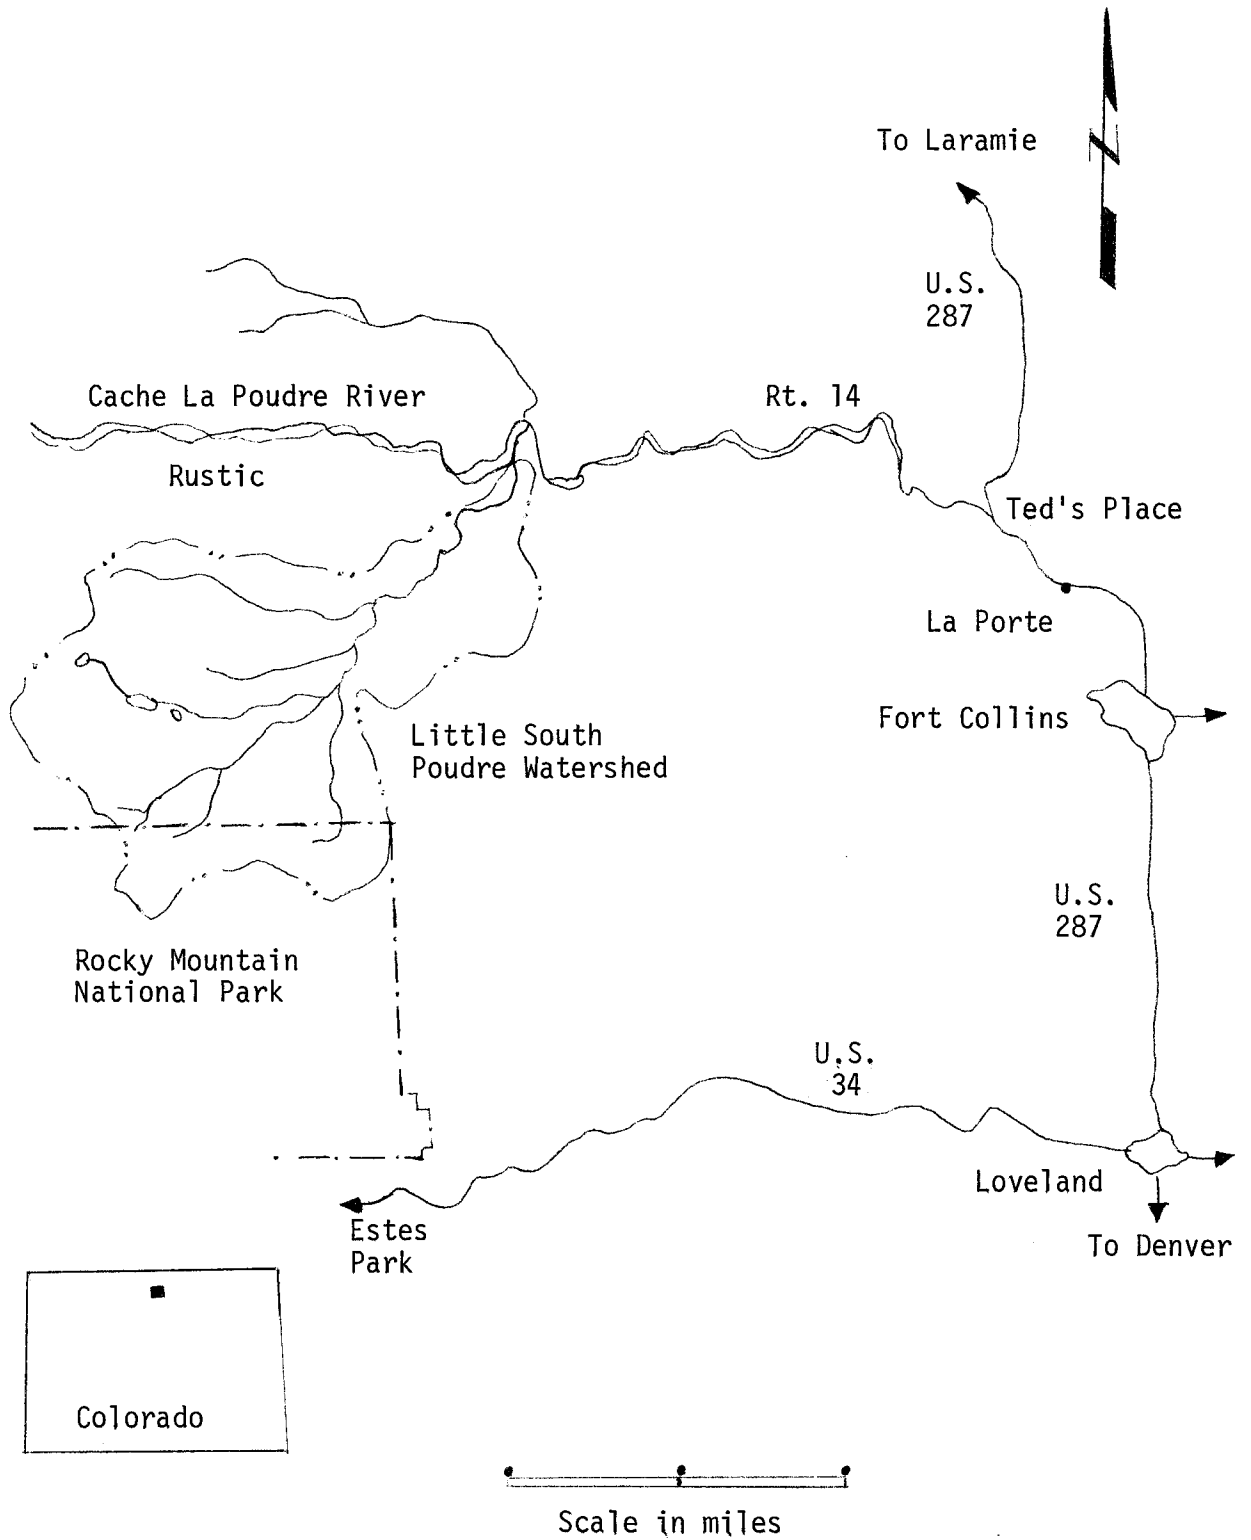 To Laramie
N
U.S.
287
Cache La Poudre River
Rt. 14
Rustic
Ted's Place
La Porte
Fort Collins
Little South
Poudre Watershed
U.S.
287
Rocky Mountain
National Park
U.S.
34
Loveland
Estes
Park
To Denver
Colorado
Scale in miles